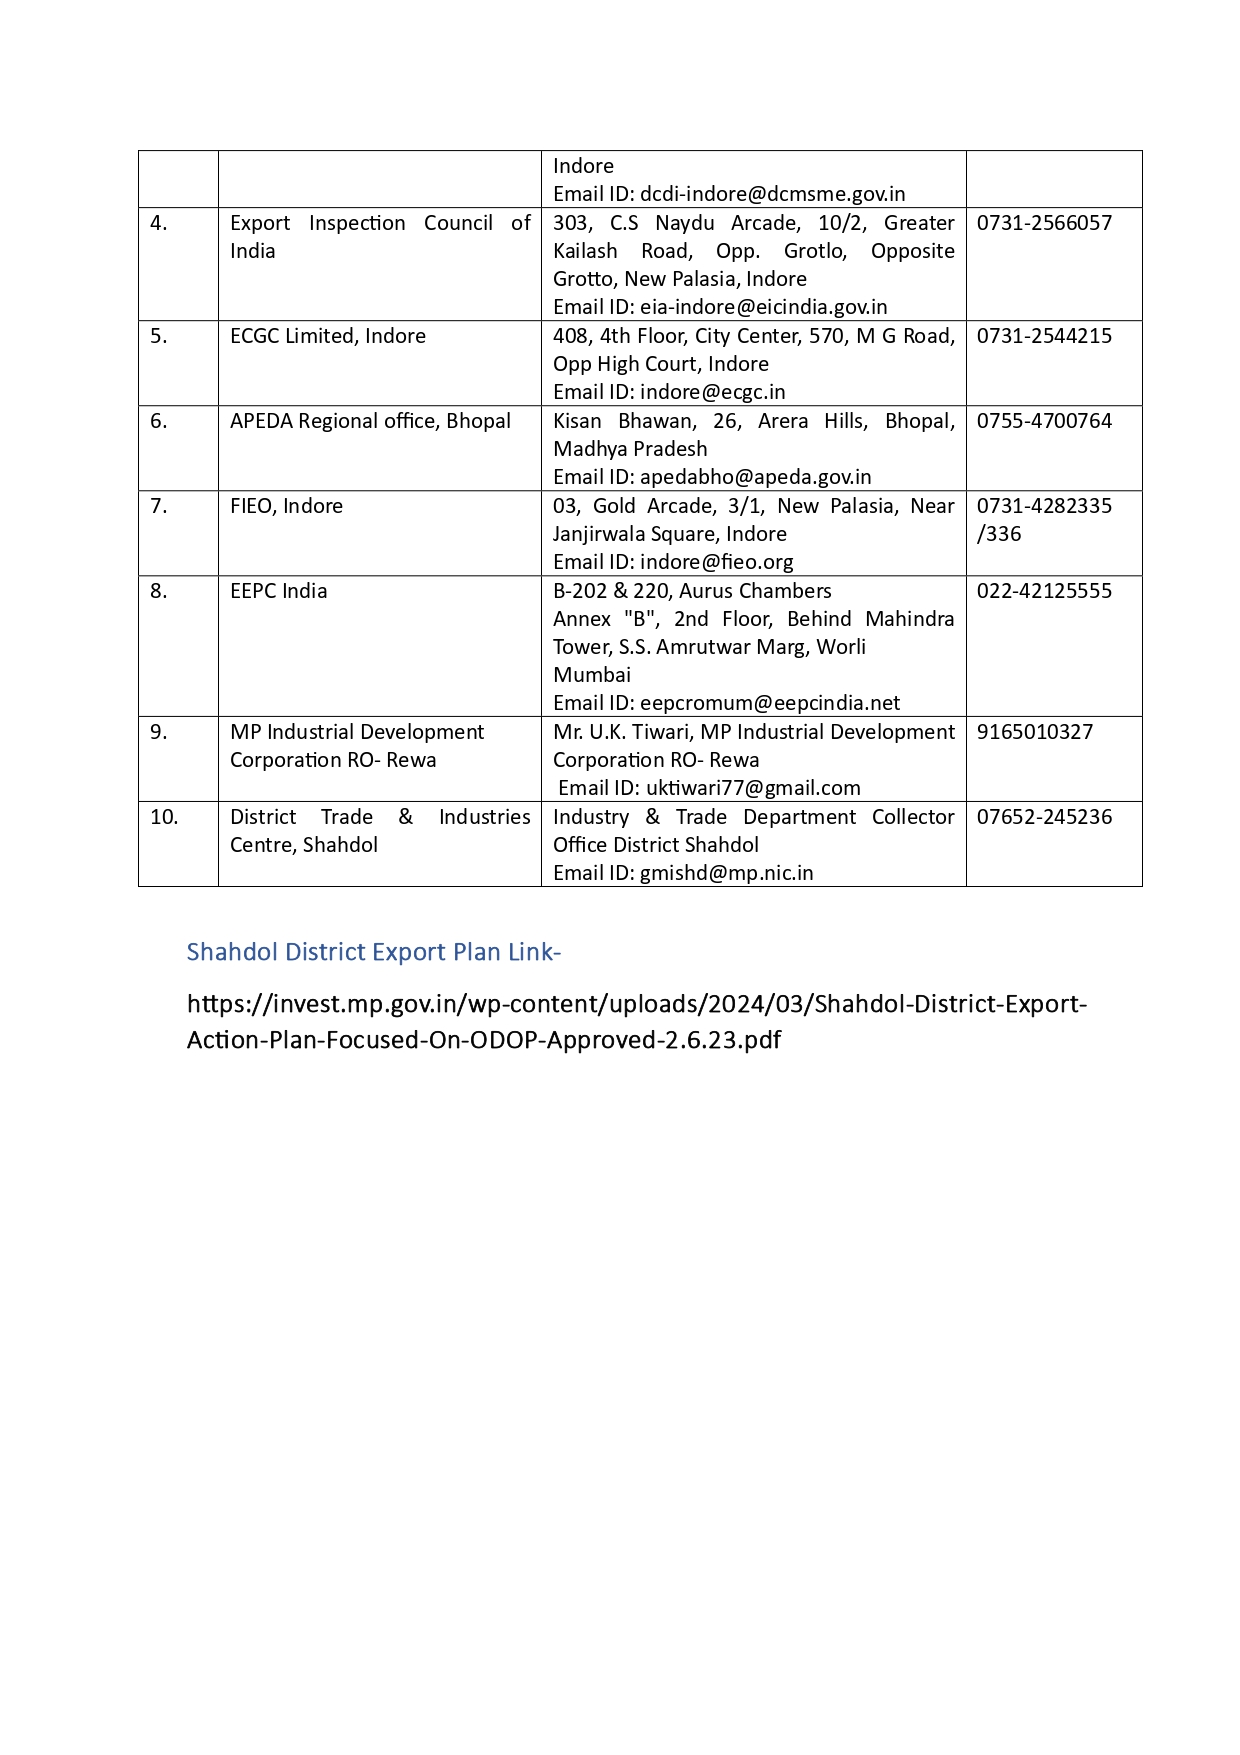 Indore
Email ID: dcdi-indore@dcmsme.gov.in
4. Export Inspection Council of 303, C.S Naydu Arcade, 10/2, Greater 0731-2566057
India Kailash Road, Opp. Grotlo, Opposite
Grotto, New Palasia, Indore
Email ID: eia-indore@eicindia.gov.in
5. ECGC Limited, Indore 408, 4th Floor, City Center, 570, M G Road, 0731-2544215
Opp High Court, Indore
Email ID: indore@ecgc.in
6. APEDA Regional office, Bhopal Kisan Bhawan, 26, Arera Hills, Bhopal, 0755-4700764
Madhya Pradesh
Email ID: apedabho@apeda.gov.in
7. FIEO, Indore 03, Gold Arcade, 3/1, New Palasia, Near 0731-4282335
Janjirwala Square, Indore /336
Email ID: indore@fieo.org
8. EEPC India B-202 & 220, Aurus Chambers 022-42125555
Annex "B", 2nd Floor, Behind Mahindra
Tower, S.S. Amrutwar Marg, Worli
Mumbai
Email ID: eepcromum@eepcindia.net
9. MP Industrial Development Mr. U.K. Tiwari, MP Industrial Development 9165010327
Corporation RO- Rewa Corporation RO- Rewa
Email ID: uktiwari77@gmail.com
10. District Trade & Industries Industry & Trade Department Collector 07652-245236
Centre, Shahdol Office District Shahdol
Email ID: gmishd@mp.nic.in
Shahdol District Export Plan Link-
https://invest.mp.gov.in/wp-content/uploads/2024/03/Shahdol-District-Export-
Action-Plan-Focused-On-ODOP-Approved-2.6.23.pdf